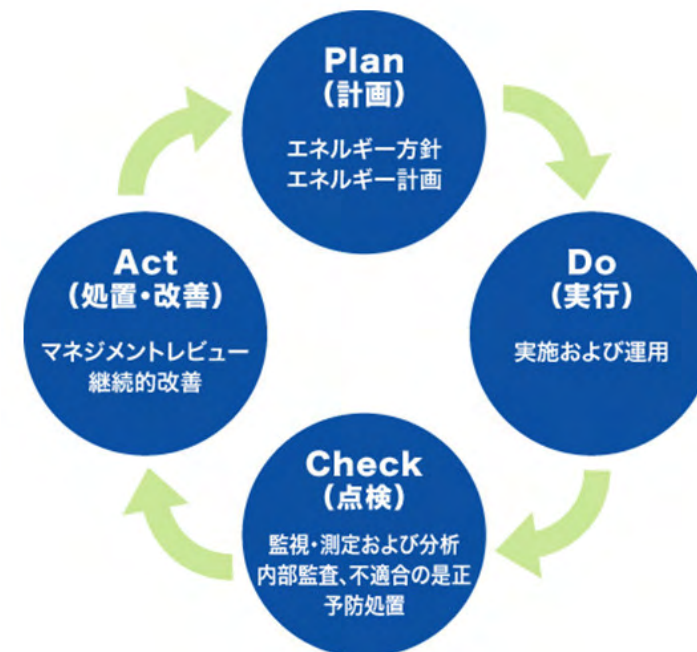 Plan
（計画）
エネルギー方針
エネルギー計画
Do
（実行）
実施および運用
Check
（点検）
監視・測定および分析
内部監査、不適合の是正
予防処置
Act
（処置・改善）
マネジメントレビュー
継続的改善